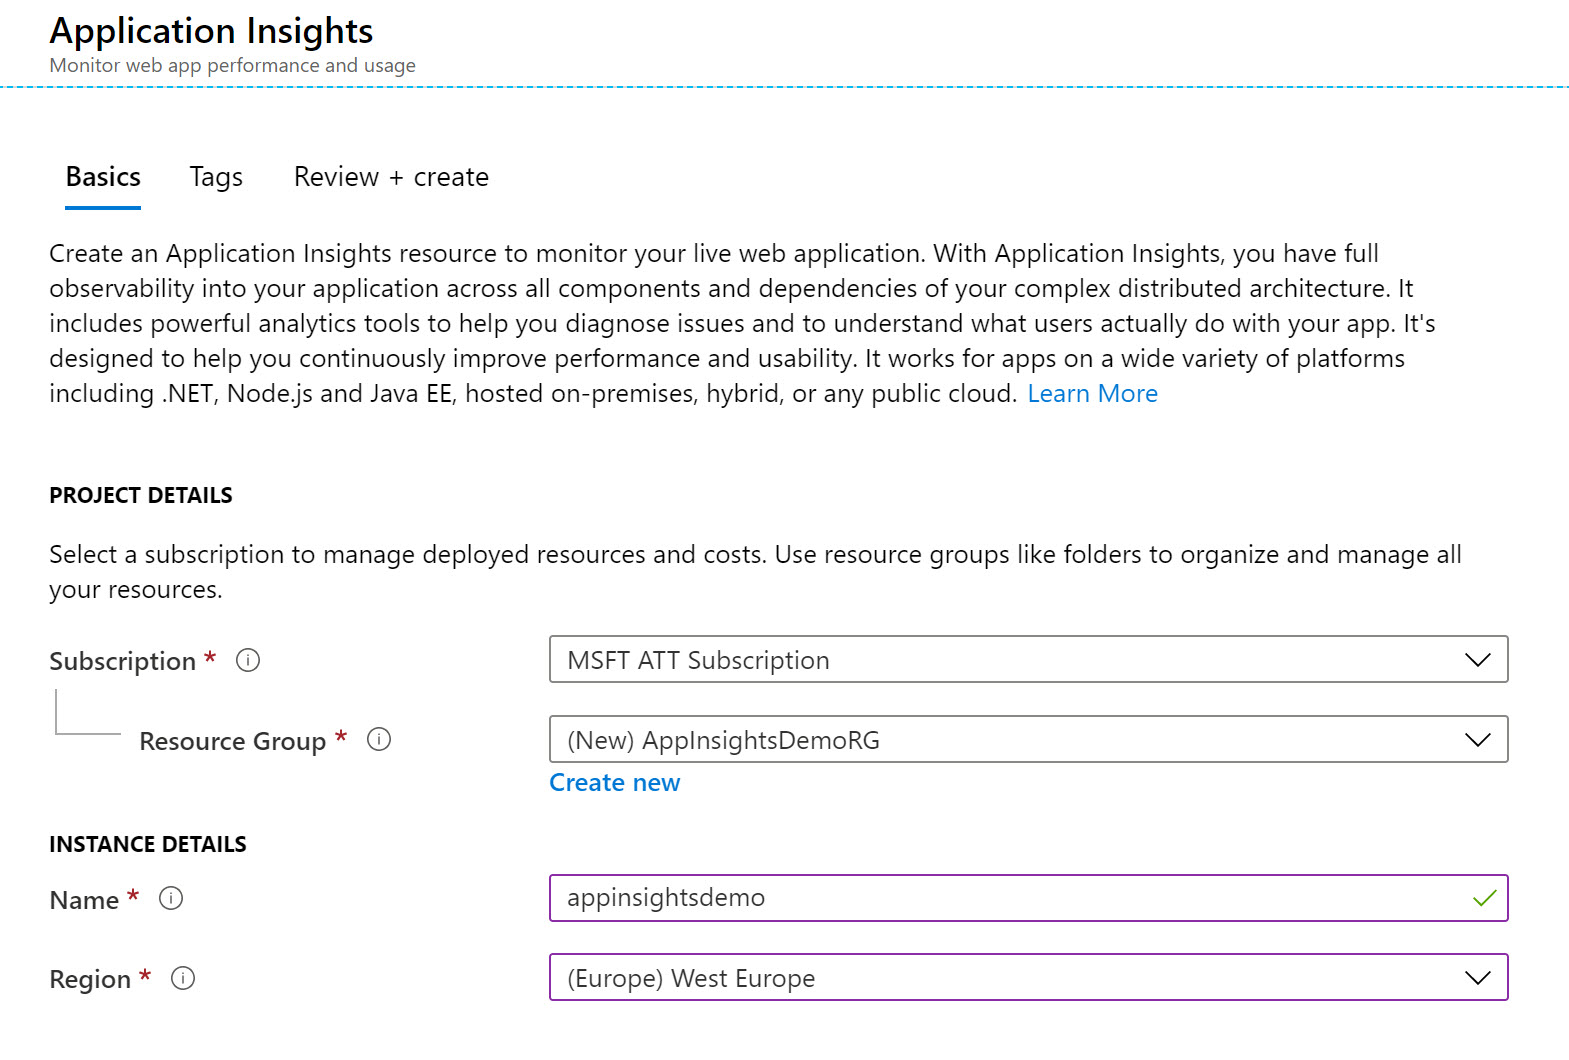 Application Insights
Monitor web app performance and usage
Basics Tags Review + create
Create an Application Insights resource to monitor your live web application. With Application Insights, you have full
observability into your application across all components and dependencies of your complex distributed architecture. It
includes powerful analytics tools to help you diagnose issues and to understand what users actually do with your app. It's
designed to help you continuously improve performance and usability. It works for apps on a wide variety of platforms
including .NET, Node.js and Java EE, hosted on-premises, hybrid, or any public cloud. Learn More
PROJECT DETAILS
Select a subscription to manage deployed resources and costs. Use resource groups like folders to organize and manage all
your resources.
Subscription * MSFT ATT Subscription
Resource Group * (New) AppInsightsDemoRG
Create new
INSTANCE DETAILS
Name * appinsightsdemo
Region * (Europe) West Europe